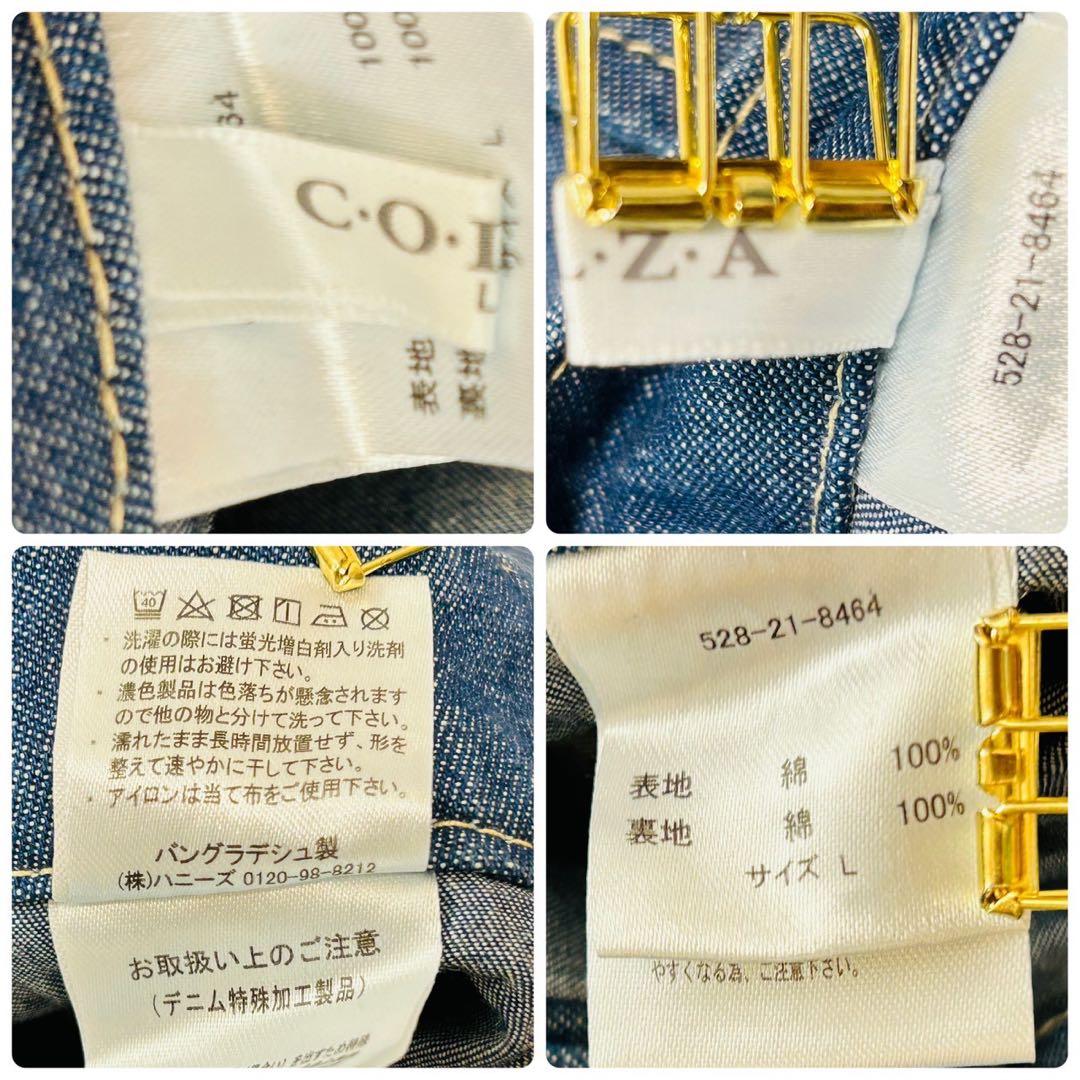 100
100
64
L
C・O・L
サイズ
表地
裏地
Z・A
528-21-8464
40
・洗濯の際には蛍光増白剤入り洗剤
の使用はお避け下さい。
・濃色製品は色落ちが懸念されます
ので他の物と分けて洗って下さい。
・濡れたまま長時間放置せず、形を
整えて速やかに干して下さい。
・アイロンは当て布をご使用下さい。
バングラデシュ製
(株)ハニーズ 0120-98-8212
お取扱い上のご注意
(デニム特殊加工製品)
528-21-8464
表地 綿 100%
裏地 綿 100%
サイズ L
やすくなる為、ご注意下さい。